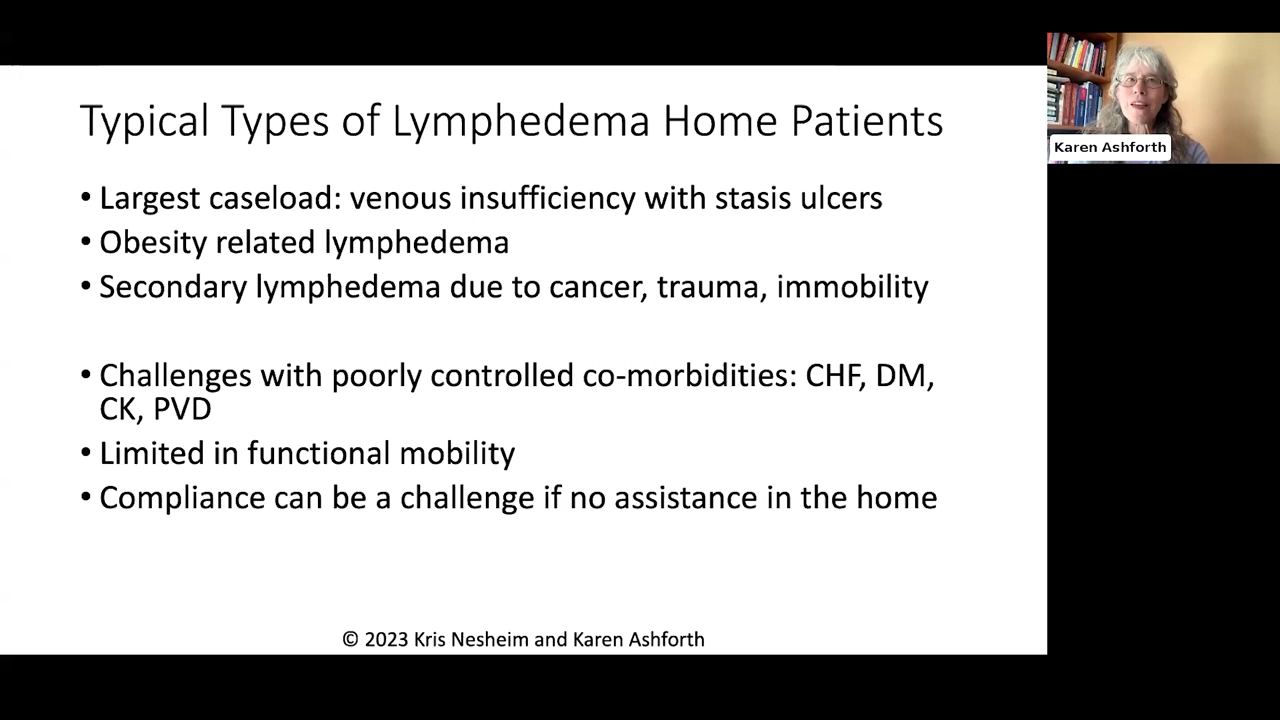 Typical Types of Lymphedema Home Patients
• Largest caseload: venous insufficiency with stasis ulcers
• Obesity related lymphedema
• Secondary lymphedema due to cancer, trauma, immobility
• Challenges with poorly controlled co-morbidities: CHF, DM,
CK, PVD
• Limited in functional mobility
• Compliance can be a challenge if no assistance in the home
© 2023 Kris Nesheim and Karen Ashforth
Karen Ashforth